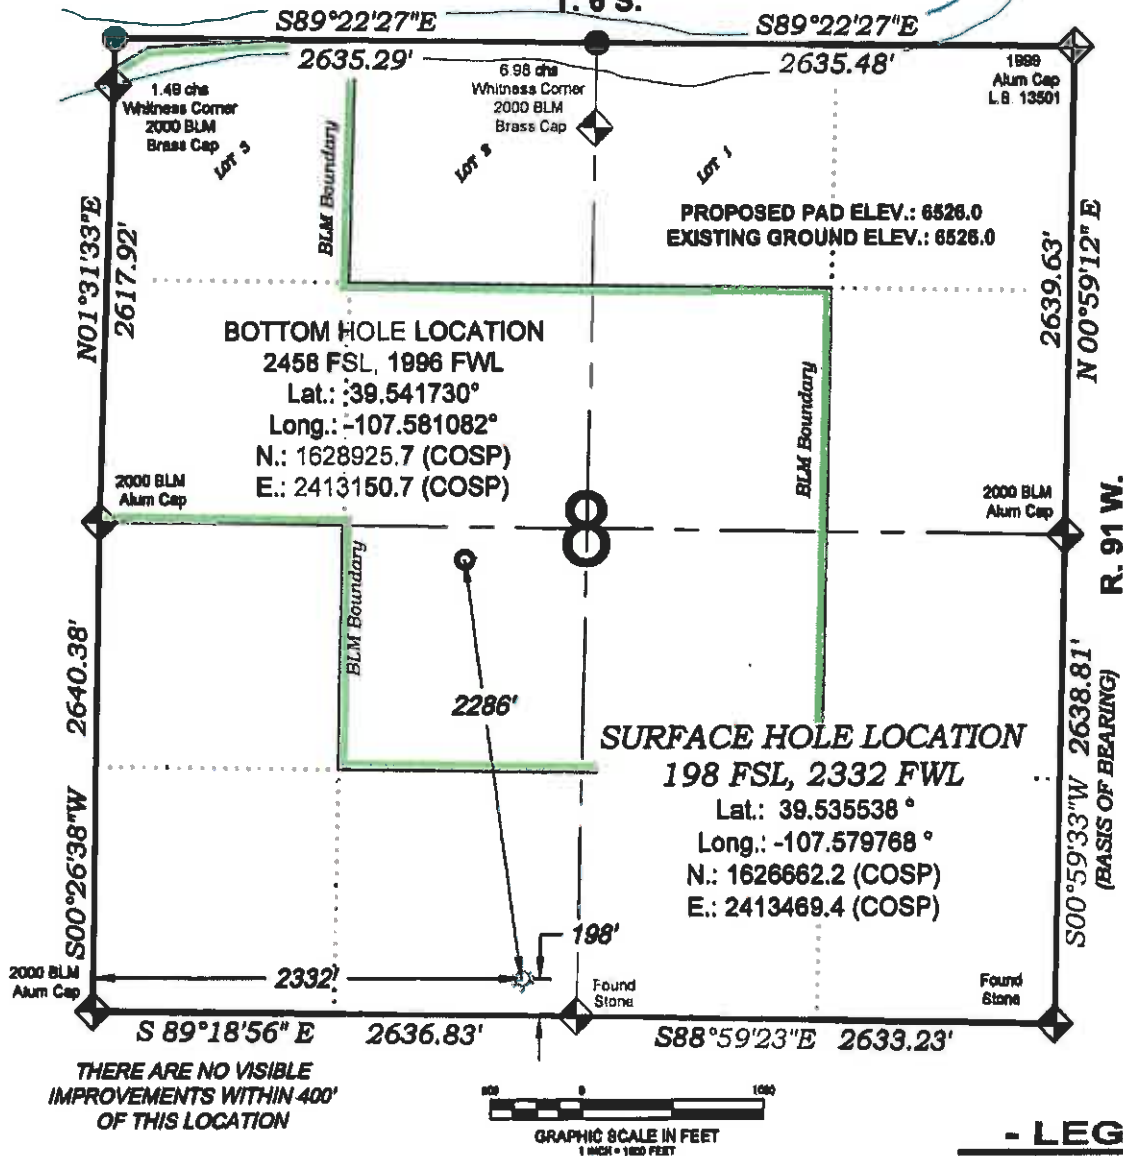 T. 6 S.
S89°22'27"E
S89°22'27"E
2635.29'
2635.48'
1.49 chs
Whitness Corner
2000 BLM
Brass Cap
6.98 chs
Whitness Corner
2000 BLM
Brass Cap
1999
Alum Cap
L.S. 13501
LOT 3
LOT 2
LOT 1
BLM Boundary
PROPOSED PAD ELEV.: 6526.0
EXISTING GROUND ELEV.: 6526.0
N01°31'33"E
2617.92'
2639.63'
N 00°59'12" E
BOTTOM HOLE LOCATION
2458 FSL, 1996 FWL
Lat.: 39.541730°
Long.: -107.581082°
N.: 1628925.7 (COSP)
E.: 2413150.7 (COSP)
BLM Boundary
2000 BLM
Alum Cap
8
2000 BLM
Alum Cap
R. 91 W.
BLM Boundary
2640.38'
S00°26'38"W
2286'
SURFACE HOLE LOCATION
198 FSL, 2332 FWL
Lat.: 39.535538 °
Long.: -107.579768 °
N.: 1626662.2 (COSP)
E.: 2413469.4 (COSP)
S00°59'33"W 2638.81'
(BASIS OF BEARING)
198'
2332'
2000 BLM
Alum Cap
Found
Stone
Found
Stone
S 89°18'56" E
2636.83'
S88°59'23"E 2633.23'
THERE ARE NO VISIBLE
IMPROVEMENTS WITHIN 400'
OF THIS LOCATION
0
GRAPHIC SCALE IN FEET
1 INCH = 1000 FEET
- LEG